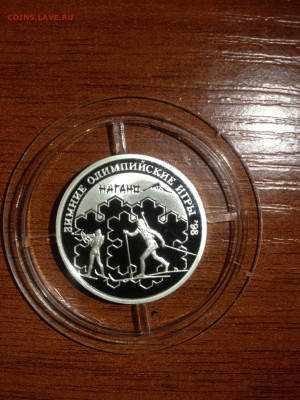 COINS.LAVE.RU
ЗИМНИЕ ОЛИМПИЙСКИЕ ИГРЫ '98
НАГАНО